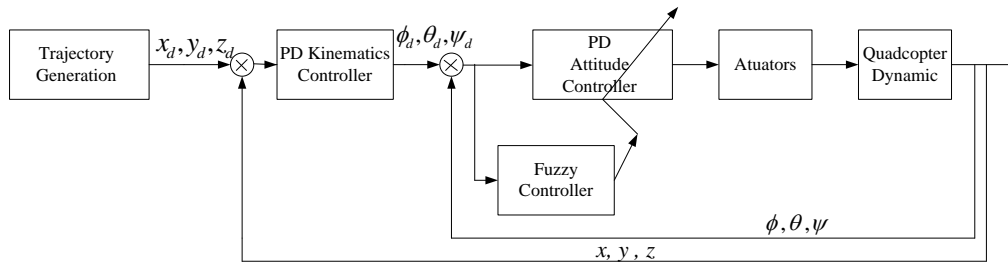 Trajectory
Generation
x_d, y_d, z_d
PD Kinematics
Controller
ϕ_d, θ_d, ψ_d
PD
Attitude
Controller
Atuators
Quadcopter
Dynamic
Fuzzy
Controller
ϕ, θ, ψ
x, y , z